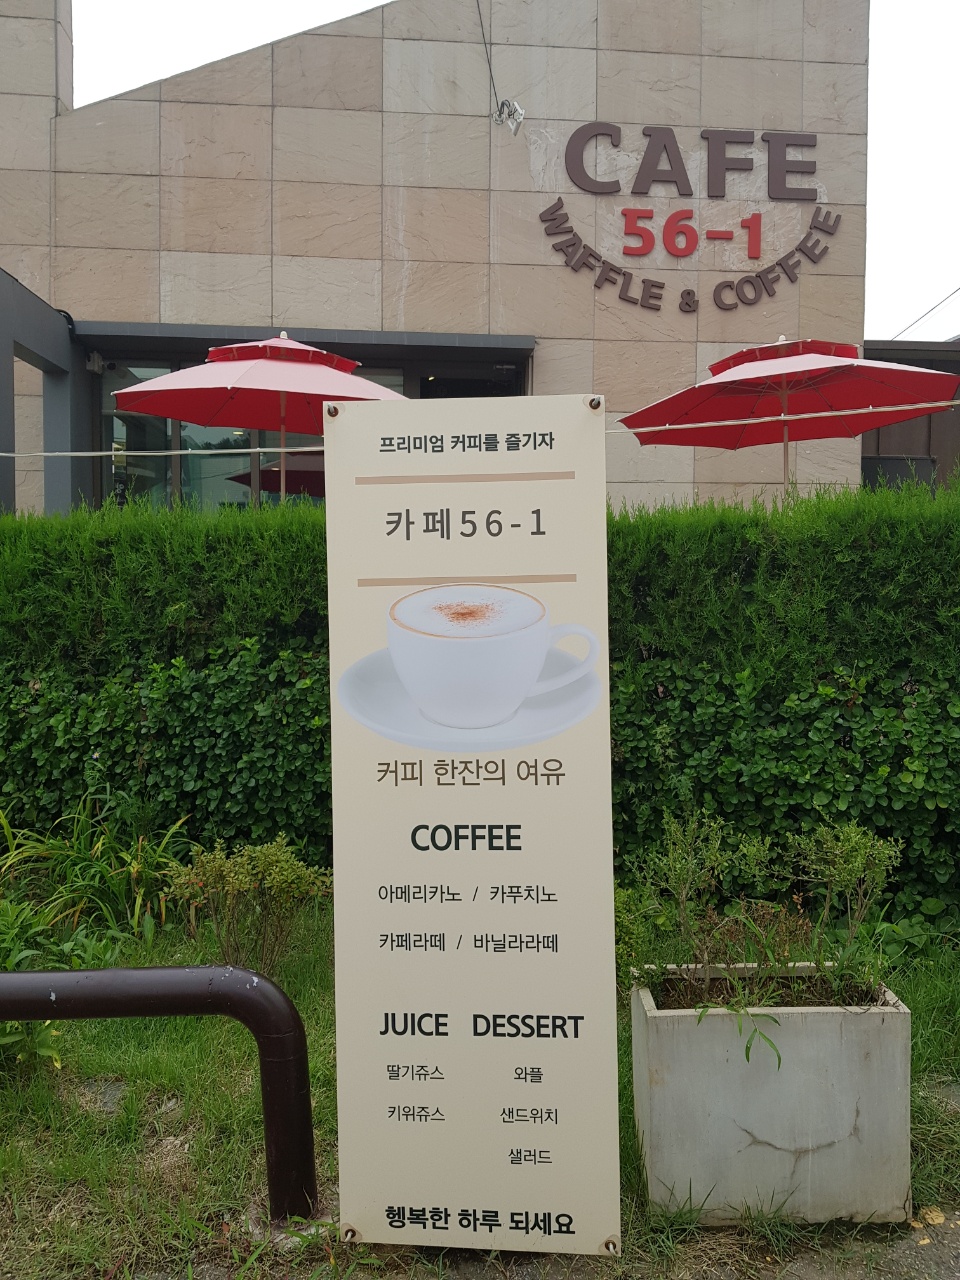 CAFE
56-1
WAFFLE & COFFEE
프리미엄 커피를 즐기자
카페56-1
커피 한잔의 여유
COFFEE
아메리카노 / 카푸치노
카페라떼 / 바닐라라떼
JUICE DESSERT
딸기쥬스 와플
키위쥬스 샌드위치
샐러드
헹복한 하루 되세요